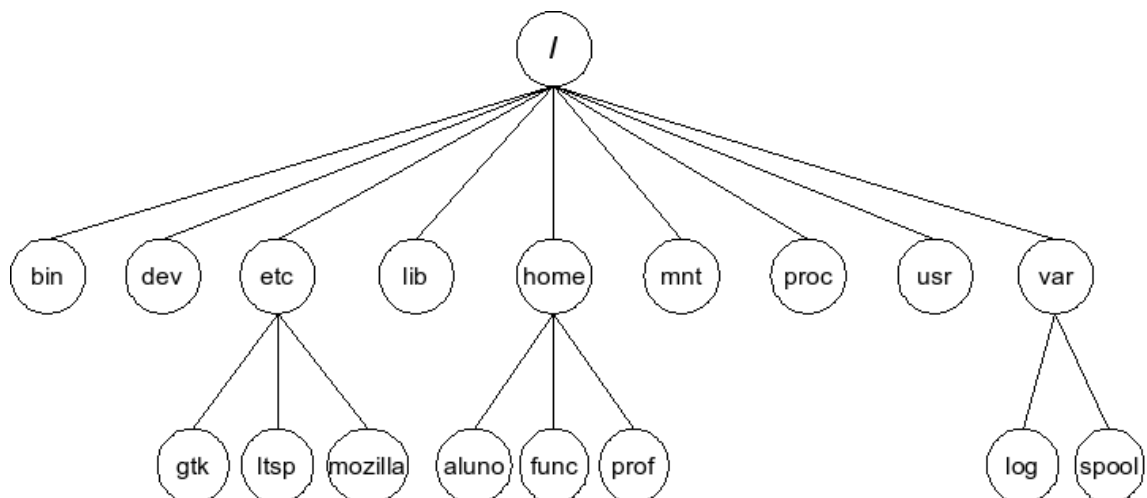 /
bin dev etc lib home mnt proc usr var
gtk ltsp mozilla aluno func prof log spool